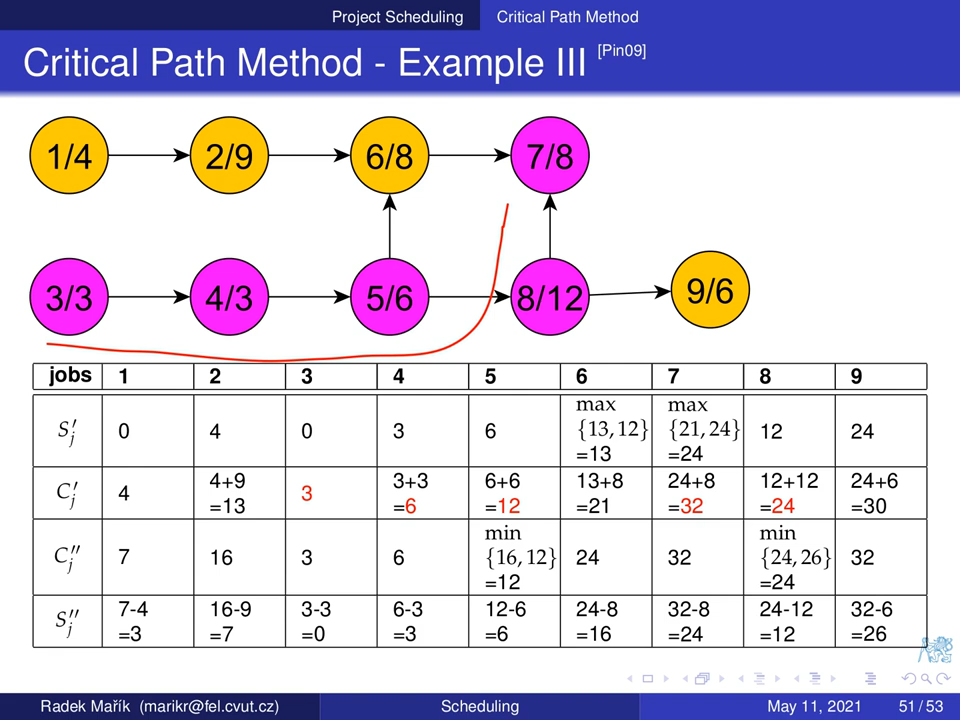 Project Scheduling Critical Path Method
Critical Path Method - Example III [Pin09]
1/4 2/9 6/8 7/8
3/3 4/3 5/6 8/12 9/6
jobs 1 2 3 4 5 6 7 8 9
S′j 0 4 0 3 6 max {13, 12} =13 max {21, 24} =24 12 24
C′j 4 4+9 =13 3 3+3 =6 6+6 =12 13+8 =21 24+8 =32 12+12 =24 24+6 =30
C″j 7 16 3 6 min {16, 12} =12 24 32 min {24, 26} =24 32
S″j 7-4 =3 16-9 =7 3-3 =0 6-3 =3 12-6 =6 24-8 =16 32-8 =24 24-12 =12 32-6 =26
Radek Mařík (marikr@fel.cvut.cz) Scheduling May 11, 2021 51 / 53